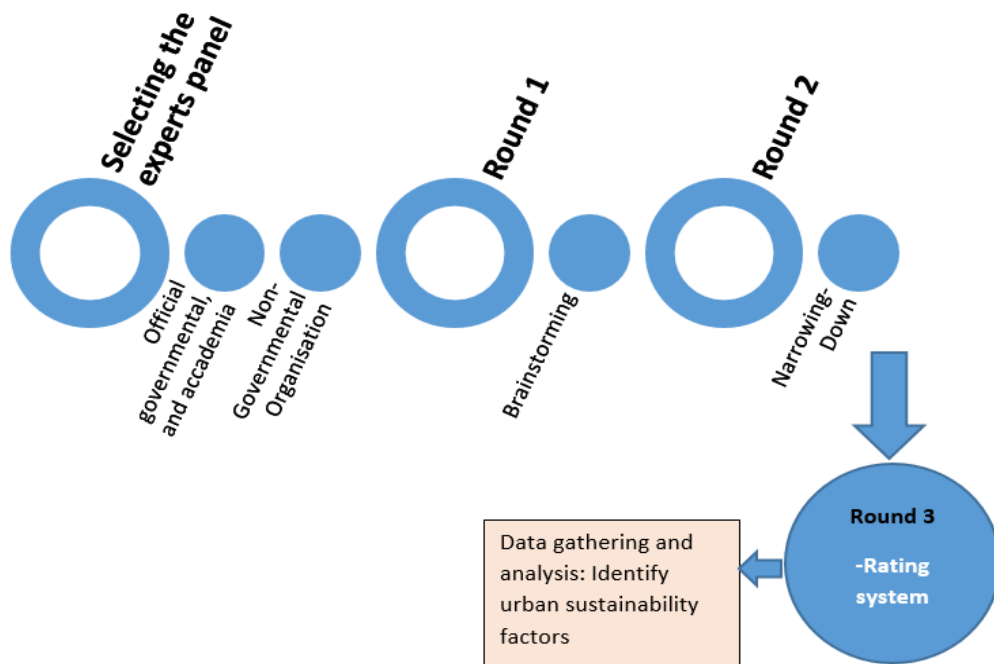 Selecting the
experts panel
Official
governmental,
and accademia
Non-
Governmental
Organisation
Round 1
Brainstorming
Round 2
Narrowing-
Down
Round 3
-Rating
system
Data gathering and
analysis: Identify
urban sustainability
factors